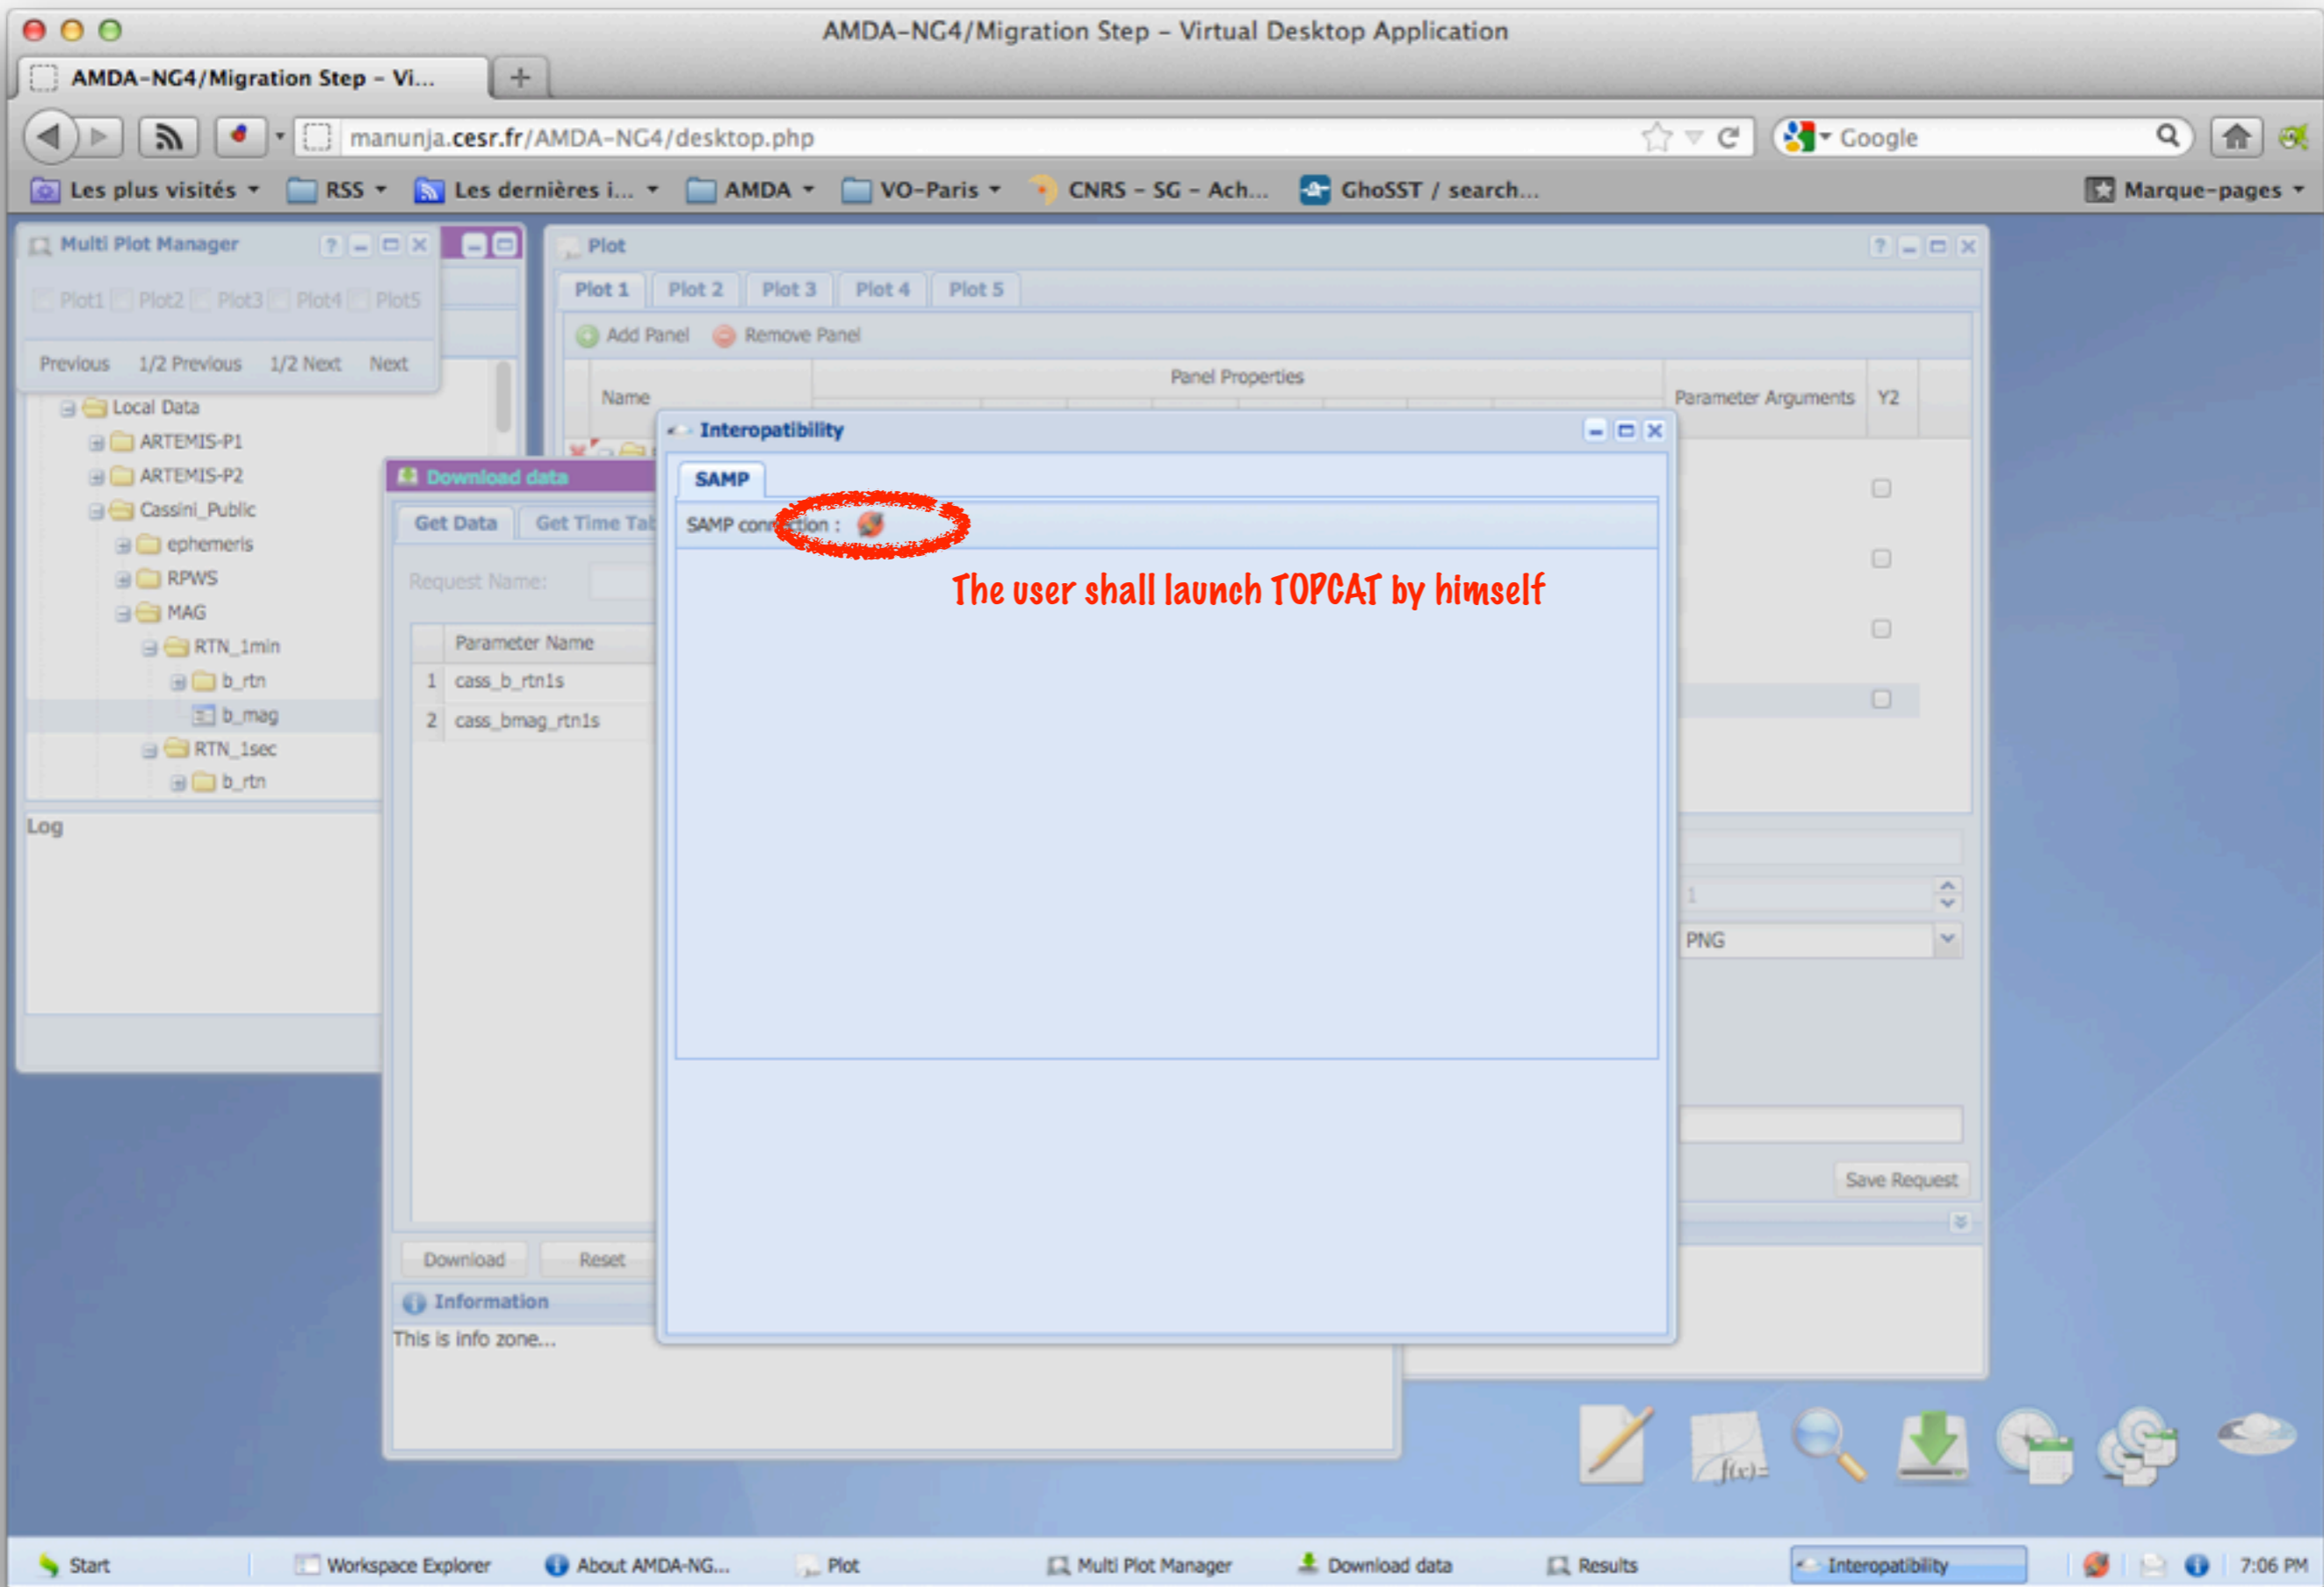 AMDA-NG4/Migration Step – Virtual Desktop Application
AMDA-NG4/Migration Step – Vi...
manunja.cesr.fr/AMDA-NG4/desktop.php
Google
Les plus visités
RSS
Les dernières i...
AMDA
VO-Paris
CNRS – SG – Ach...
GhoSST / search...
Marque-pages
Multi Plot Manager
Plot1 Plot2 Plot3 Plot4 Plot5
Previous 1/2 Previous 1/2 Next Next
Local Data
ARTEMIS-P1
ARTEMIS-P2
Cassini_Public
ephemeris
RPWS
MAG
RTN_1min
b_rtn
b_mag
RTN_1sec
b_rtn
Log
Plot
Plot 1 Plot 2 Plot 3 Plot 4 Plot 5
Add Panel Remove Panel
Name
Panel Properties
Parameter Arguments Y2
1
PNG
Save Request
Download data
Get Data Get Time Tab
Request Name:
Parameter Name
1 cass_b_rtn1s
2 cass_bmag_rtn1s
Download Reset
Information
This is info zone...
Interopatibility
SAMP
SAMP connection :
The user shall launch TOPCAT by himself
f(x)=
Start
Workspace Explorer
About AMDA-NG...
Plot
Multi Plot Manager
Download data
Results
Interopatibility
7:06 PM